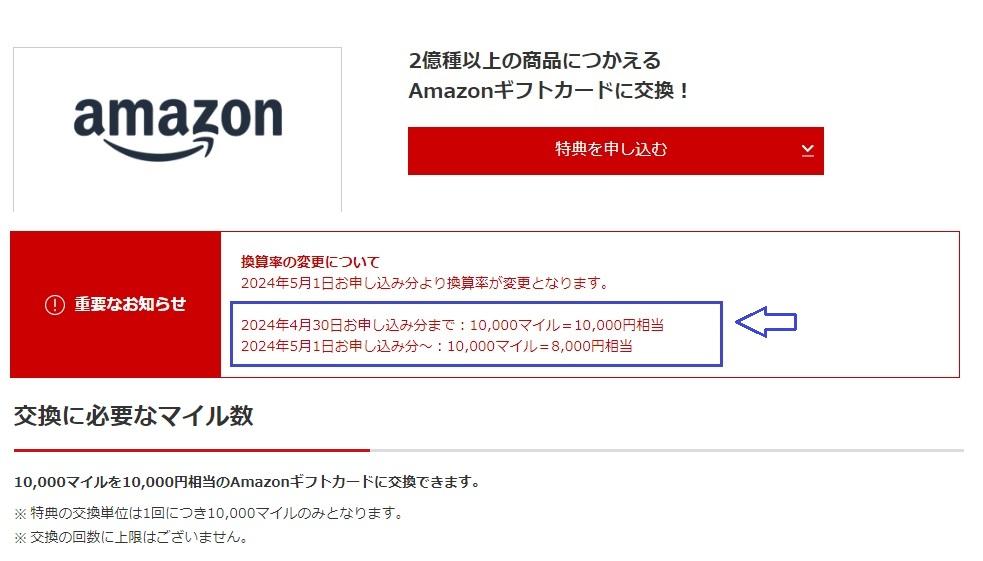 amazon
2億種以上の商品につかえる
Amazonギフトカードに交換！
特典を申し込む
重要なお知らせ
換算率の変更について
2024年5月1日お申し込み分より換算率が変更となります。
2024年4月30日お申し込み分まで：10,000マイル＝10,000円相当
2024年5月1日お申し込み分～：10,000マイル＝8,000円相当
交換に必要なマイル数
10,000マイルを10,000円相当のAmazonギフトカードに交換できます。
※ 特典の交換単位は1回につき10,000マイルのみとなります。
※ 交換の回数に上限はございません。